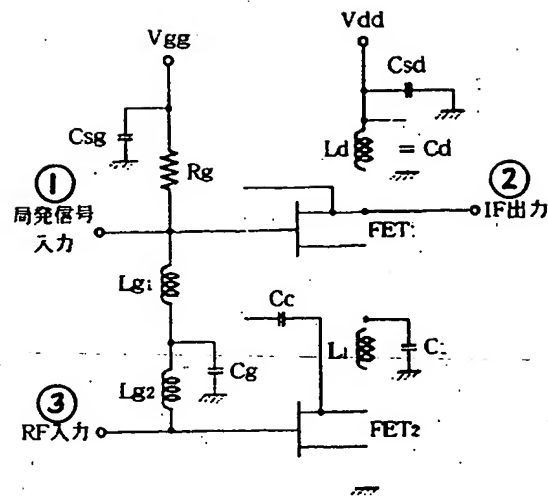 Vdd
Vgg
Csd
Csg
Rg
Ld
= Cd
①
局発信号
入力
②
IF出力
FET
Lg1
Cc
L1
C
Cg
Lg2
③
RF入力
FET2